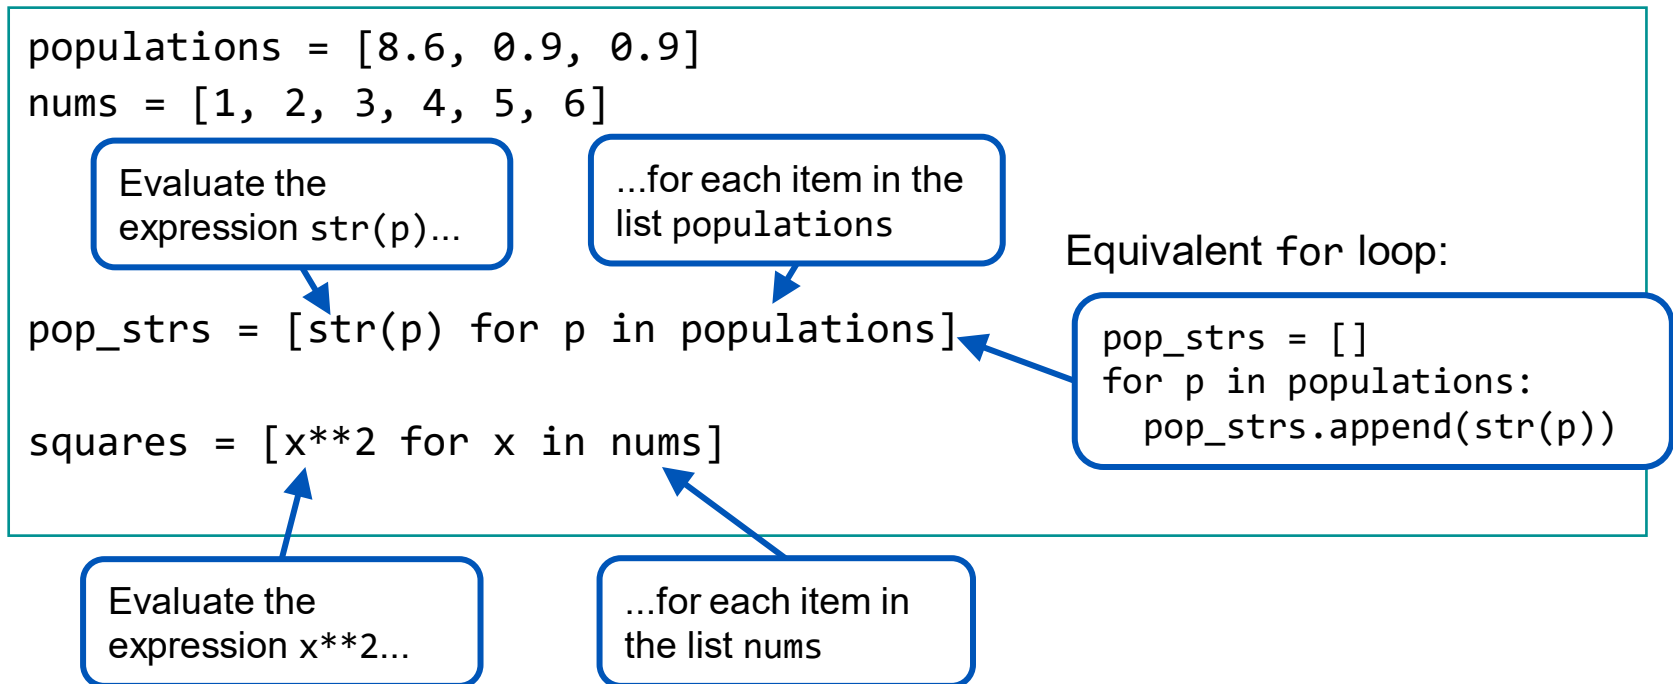 populations = [8.6, 0.9, 0.9]
nums = [1, 2, 3, 4, 5, 6]
Evaluate the
expression str(p)...
...for each item in the
list populations
pop_strs = [str(p) for p in populations]
Equivalent for loop:
pop_strs = []
for p in populations:
  pop_strs.append(str(p))
squares = [x**2 for x in nums]
Evaluate the
expression x**2...
...for each item in
the list nums